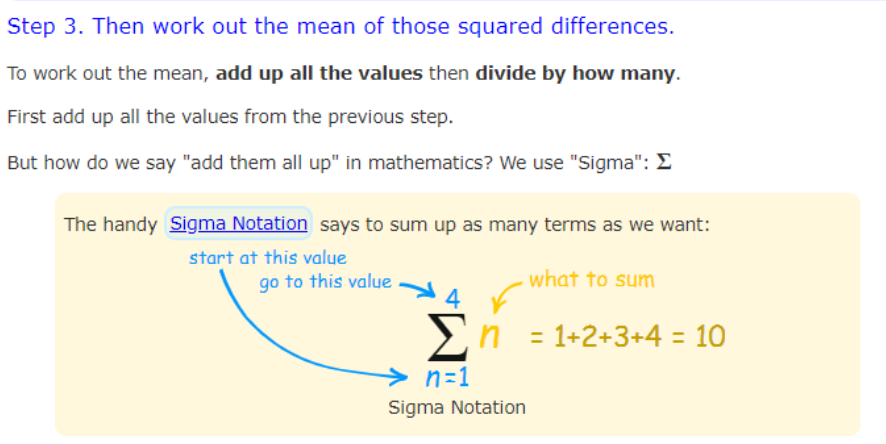 Step 3. Then work out the mean of those squared differences.
To work out the mean, add up all the values then divide by how many.
First add up all the values from the previous step.
But how do we say "add them all up" in mathematics? We use "Sigma": Σ
The handy Sigma Notation says to sum up as many terms as we want:
start at this value
go to this value
what to sum
4
Σ n = 1+2+3+4 = 10
n=1
Sigma Notation